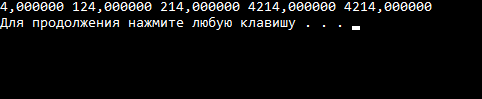 4,000000 124,000000 214,000000 4214,000000 4214,000000
Для продолжения нажмите любую клавишу . . .